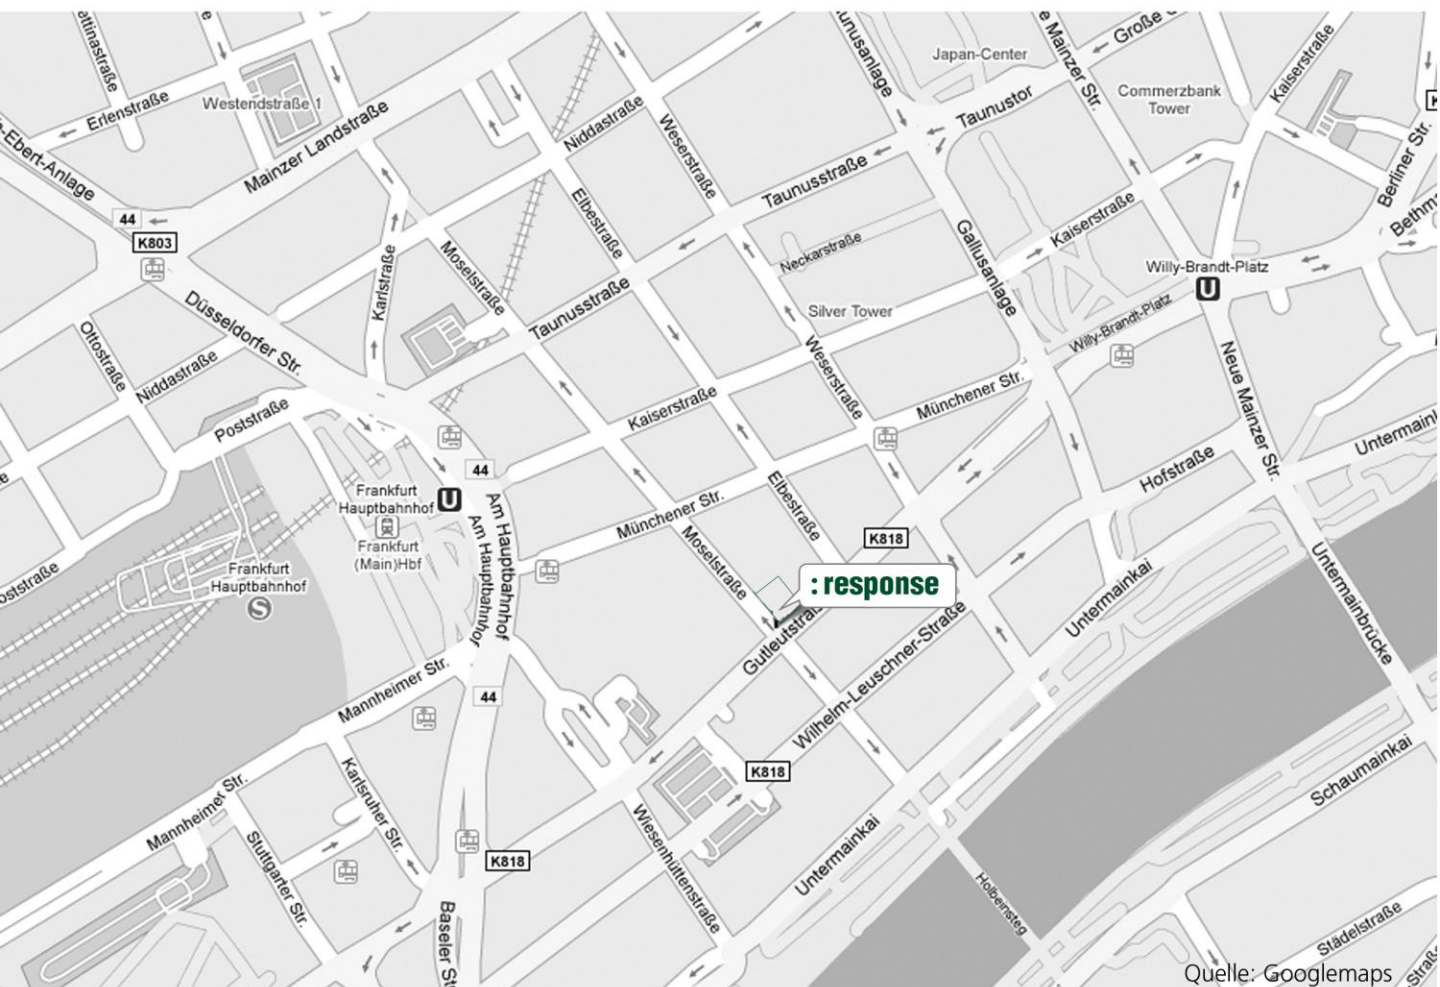 Japan-Center
Große
Mainzer Str.
Commerzbank
Tower
Kaiserstraße
Westendstraße 1
Erlenstraße
Mainzer Landstraße
Niddastraße
Weserstraße
Taunustor
Berliner Str.
-Ebert-Anlage
Taunusstraße
Elbestraße
44
K803
Neckarstraße
Gallusanlage
Kaiserstraße
Willy-Brandt-Platz
U
Karlstraße
Moselstraße
Silver Tower
Willy-Brandt-Platz
Düsseldorfer Str.
Taunusstraße
Ottostraße
Niddastraße
Weserstraße
Neue Mainzer Str.
Münchener Str.
Kaiserstraße
Poststraße
44
Hofstraße
Frankfurt
Hauptbahnhof
U
Frankfurt
(Main)Hbf
Am Hauptbahnhof
Am Hauptbahnhof
Münchener Str.
Elbestraße
K818
Moselstraße
Frankfurt
Hauptbahnhof
S
: response
Untermainkai
Untermainbrücke
Gutleutstraße
Wilhelm-Leuschner-Straße
Mannheimer Str.
44
K818
Schaumainkai
Mannheimer Str.
Karlsruher Str.
Stuttgarter Str.
Wiesenhüttenstraße
Untermainkai
K818
Holbeinsteg
Baseler St
Städelstraße
Quelle: Googlemaps